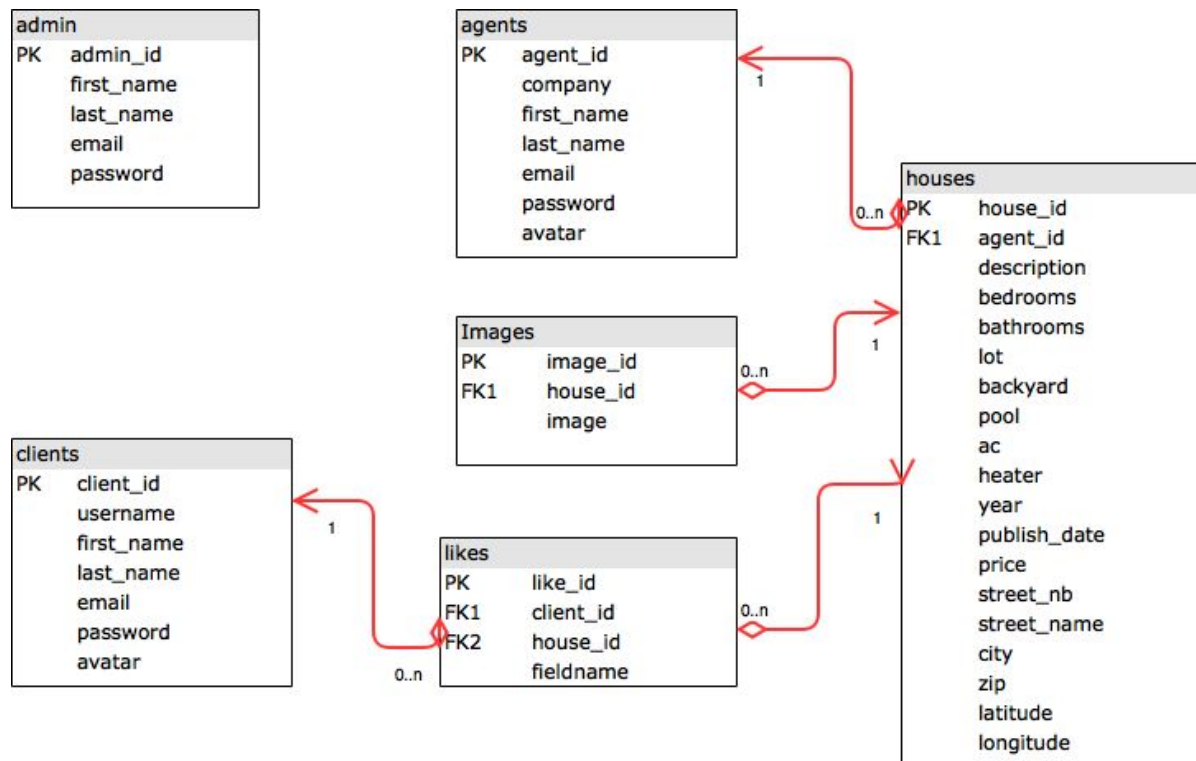 admin
PK admin_id
first_name
last_name
email
password
agents
PK agent_id
company
first_name
last_name
email
password
avatar
1
0..n
houses
PK house_id
FK1 agent_id
description
bedrooms
bathrooms
lot
backyard
pool
ac
heater
year
publish_date
price
street_nb
street_name
city
zip
latitude
longitude
Images
PK image_id
FK1 house_id
image
0..n
1
clients
PK client_id
username
first_name
last_name
email
password
avatar
1
0..n
likes
PK like_id
FK1 client_id
FK2 house_id
fieldname
0..n
1